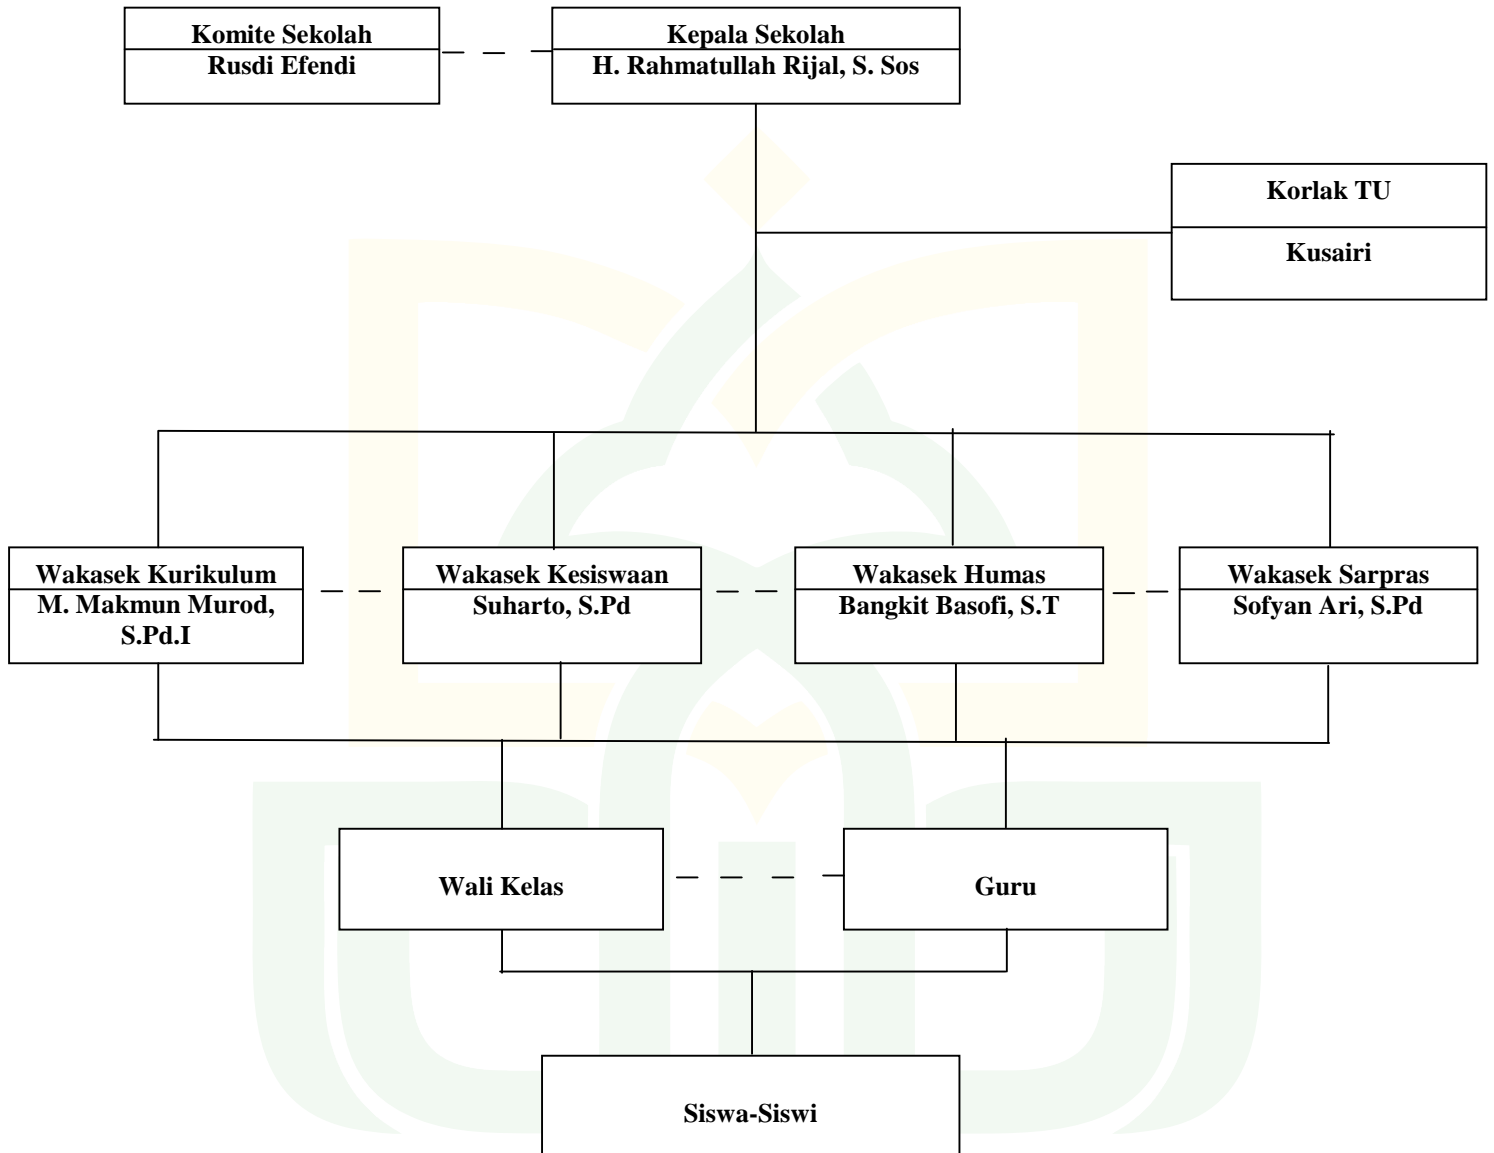 Komite Sekolah
Rusdi Efendi
Kepala Sekolah
H. Rahmatullah Rijal, S. Sos
Korlak TU
Kusairi
Wakasek Kurikulum
M. Makmun Murod,
S.Pd.I
Wakasek Kesiswaan
Suharto, S.Pd
Wakasek Humas
Bangkit Basofi, S.T
Wakasek Sarpras
Sofyan Ari, S.Pd
Wali Kelas
Guru
Siswa-Siswi